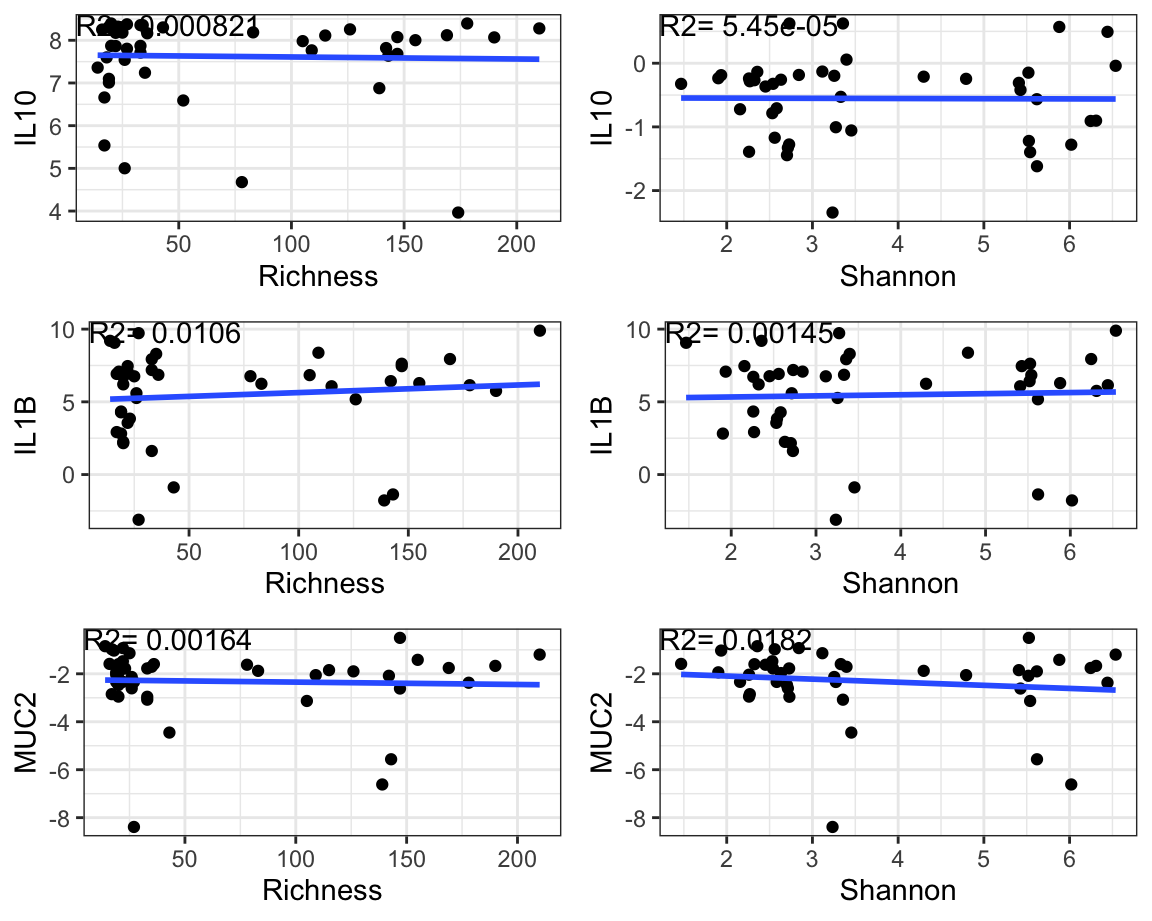 R2= 0.000821
IL10
8
7
6
5
4
50 100 150 200
Richness
R2= 5.45e-05
IL10
0
-1
-2
2 3 4 5 6
Shannon
R2= 0.0106
IL1B
10
5
0
50 100 150 200
Richness
R2= 0.00145
IL1B
10
5
0
2 3 4 5 6
Shannon
R2= 0.00164
MUC2
-2
-4
-6
-8
50 100 150 200
Richness
R2= 0.0182
MUC2
-2
-4
-6
-8
2 3 4 5 6
Shannon